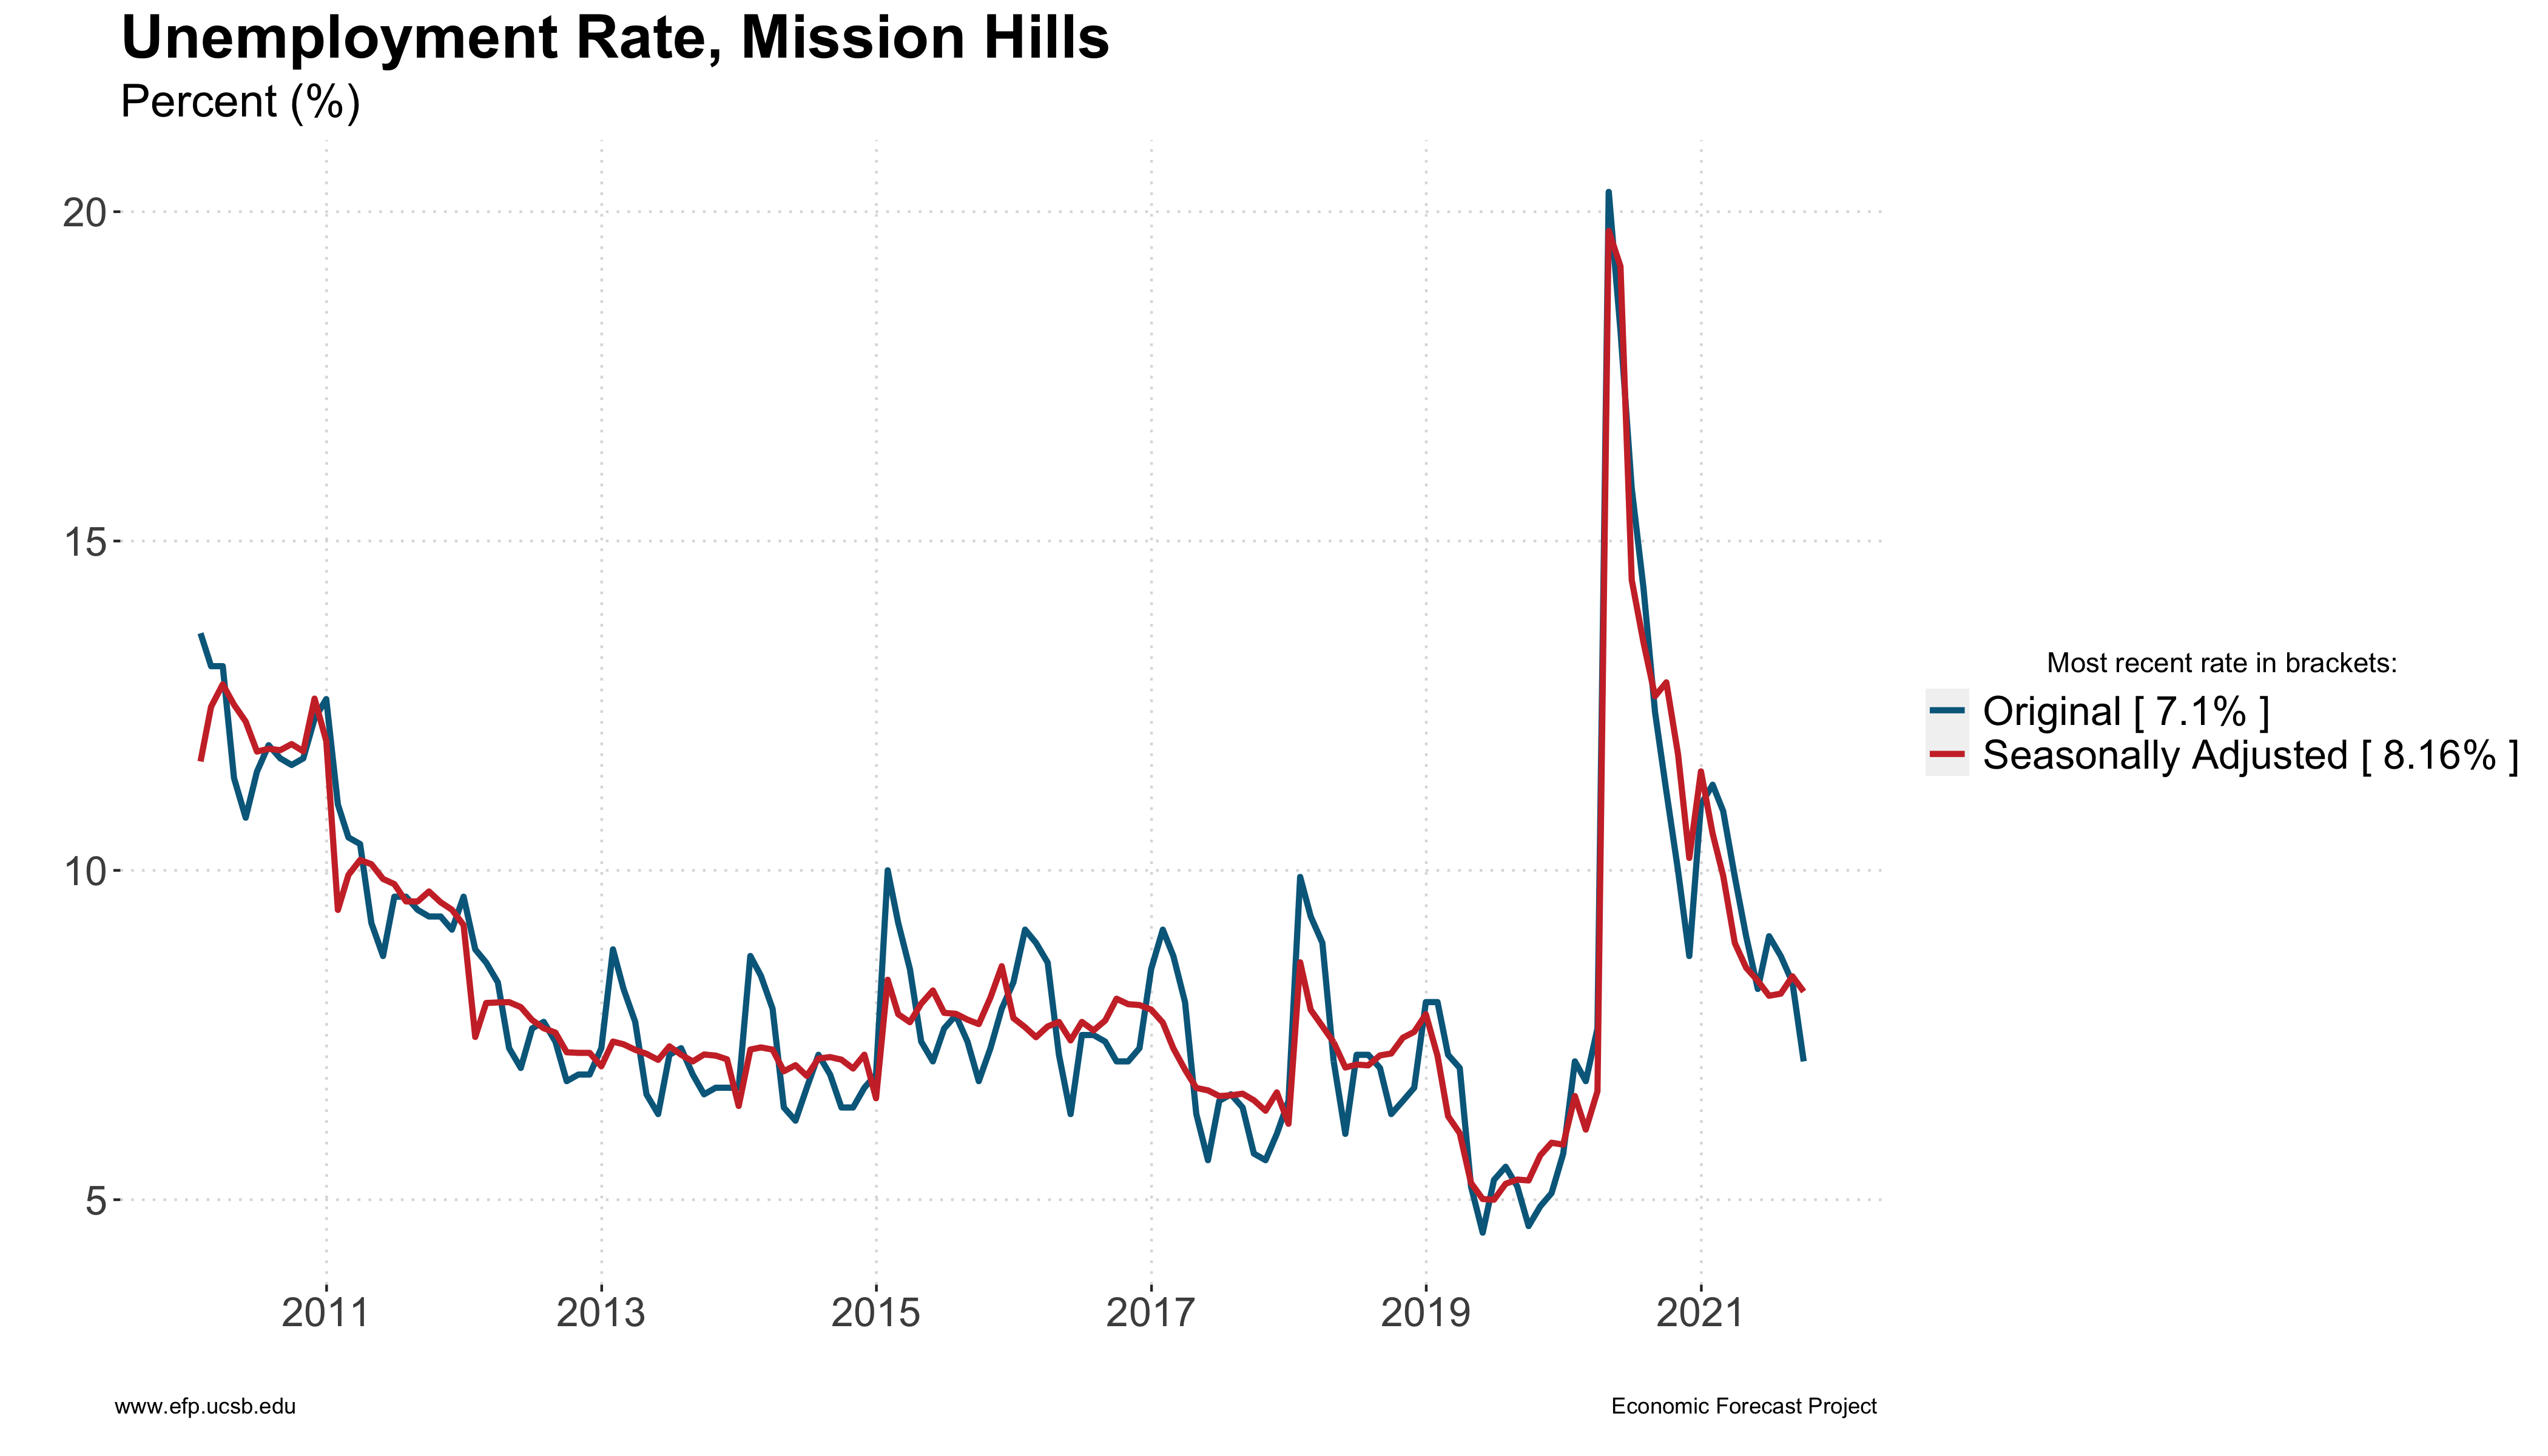 Unemployment Rate, Mission Hills
Percent (%)
20
15
10
5
2011 2013 2015 2017 2019 2021
Most recent rate in brackets:
Original [ 7.1% ]
Seasonally Adjusted [ 8.16% ]
www.efp.ucsb.edu
Economic Forecast Project